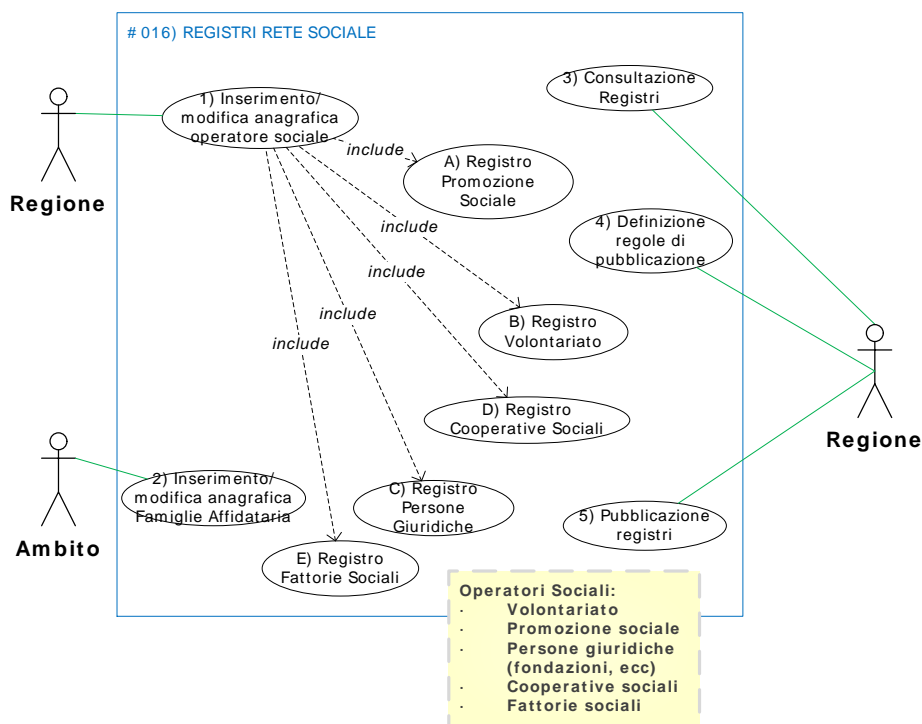 # 016) REGISTRI RETE SOCIALE
1) Inserimento/
modifica anagrafica
operatore sociale
3) Consultazione
Registri
include
A) Registro
Promozione
Sociale
Regione
4) Definizione
regole di
pubblicazione
include
include
include
include
B) Registro
Volontariato
D) Registro
Cooperative Sociali
Regione
2) Inserimento/
modifica anagrafica
Famiglie Affidataria
C) Registro
Persone
Giuridiche
5) Pubblicazione
registri
Ambito
E) Registro
Fattorie Sociali
Operatori Sociali:
· Volontariato
· Promozione sociale
· Persone giuridiche
(fondazioni, ecc)
· Cooperative sociali
· Fattorie sociali